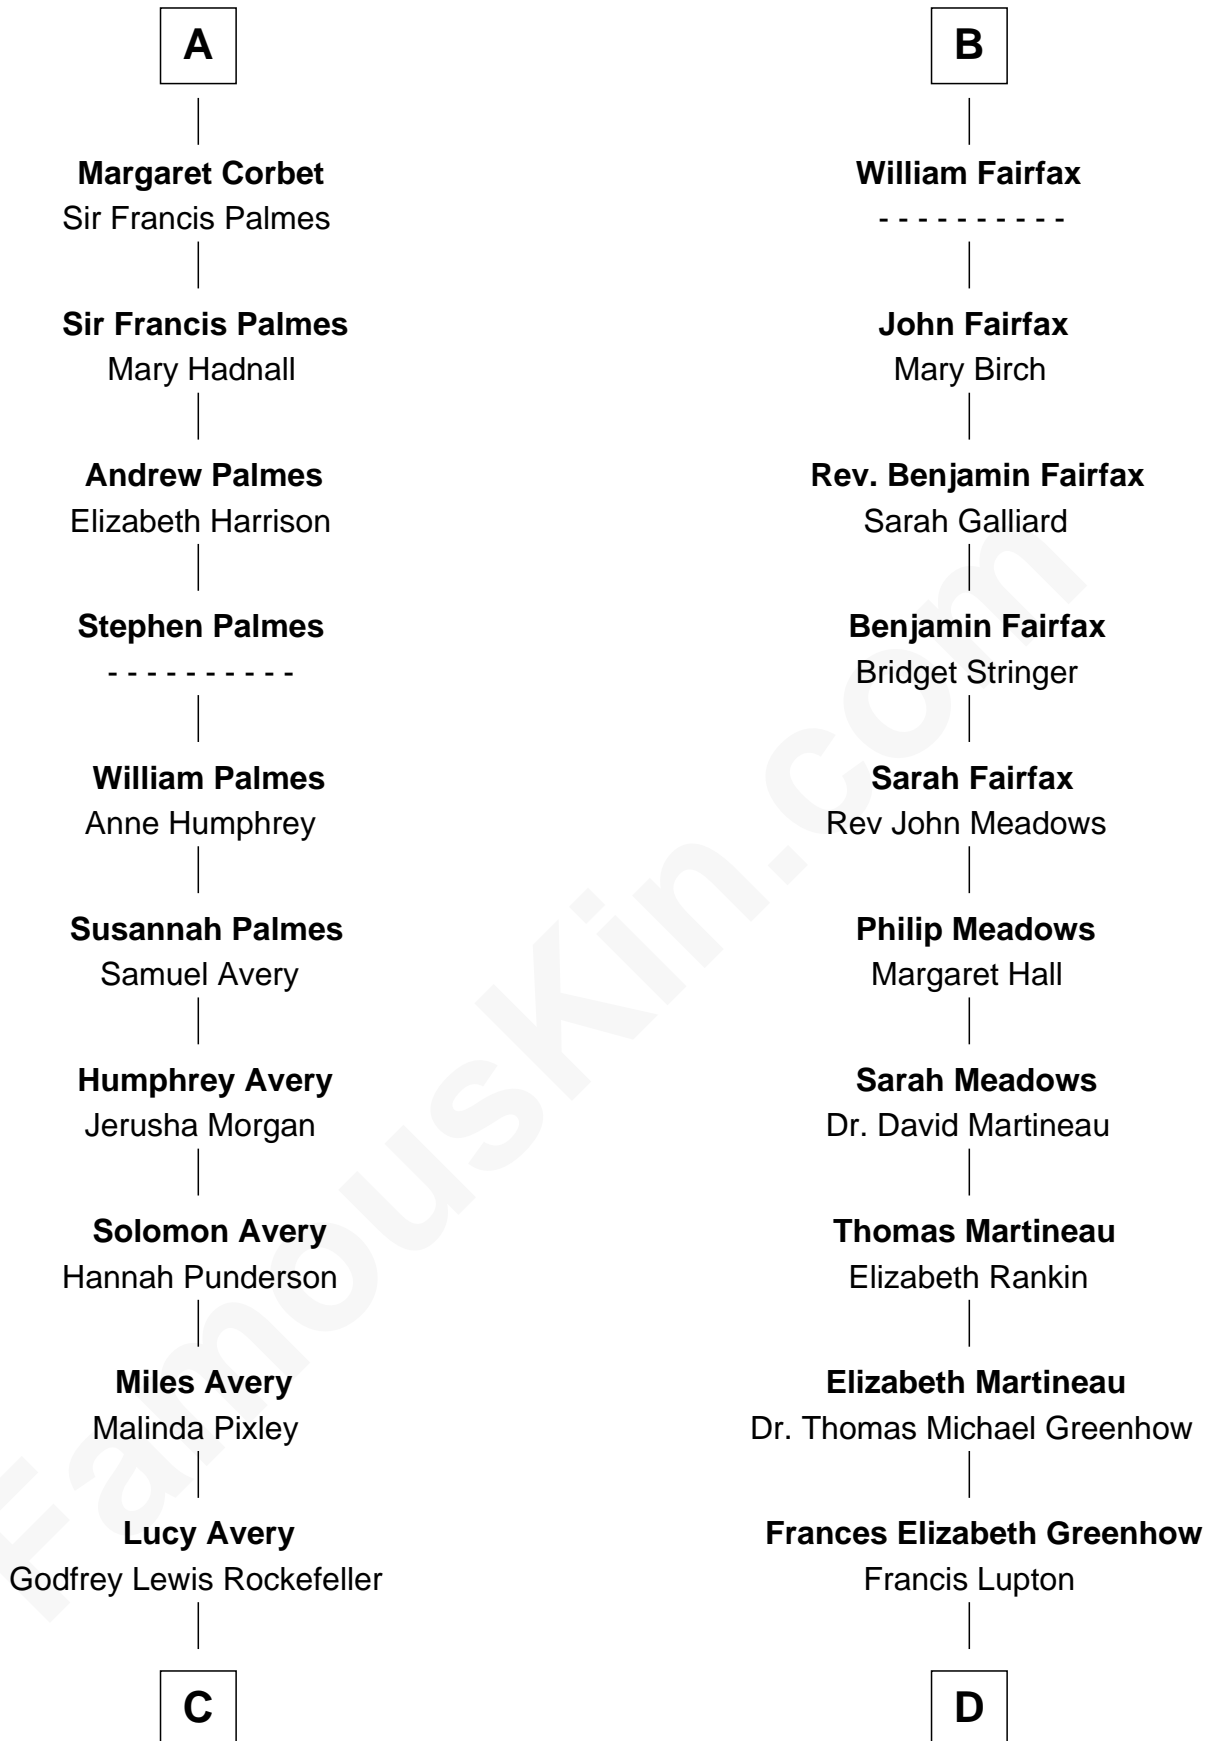 A
Margaret Corbet
Sir Francis Palmes
Sir Francis Palmes
Mary Hadnall
Andrew Palmes
Elizabeth Harrison
Stephen Palmes
- - - - - - - - - -
William Palmes
Anne Humphrey
Susannah Palmes
Samuel Avery
Humphrey Avery
Jerusha Morgan
Solomon Avery
Hannah Punderson
Miles Avery
Malinda Pixley
Lucy Avery
Godfrey Lewis Rockefeller
C
B
William Fairfax
- - - - - - - - - -
John Fairfax
Mary Birch
Rev. Benjamin Fairfax
Sarah Galliard
Benjamin Fairfax
Bridget Stringer
Sarah Fairfax
Rev John Meadows
Philip Meadows
Margaret Hall
Sarah Meadows
Dr. David Martineau
Thomas Martineau
Elizabeth Rankin
Elizabeth Martineau
Dr. Thomas Michael Greenhow
Frances Elizabeth Greenhow
Francis Lupton
D
FamousKin.com